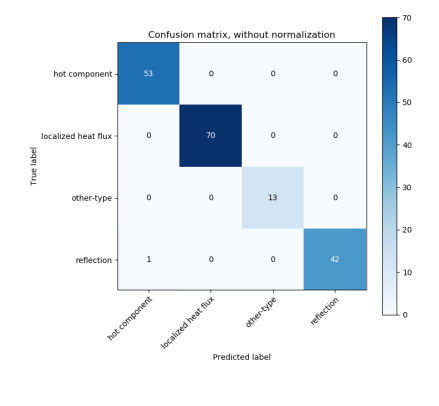 Confusion matrix, without normalization
70
60
50
40
30
20
10
0
True label
hot component 53 0 0 0
localized heat flux 0 70 0 0
other-type 0 0 13 0
reflection 1 0 0 42
hot component
localized heat flux
other-type
reflection
Predicted label